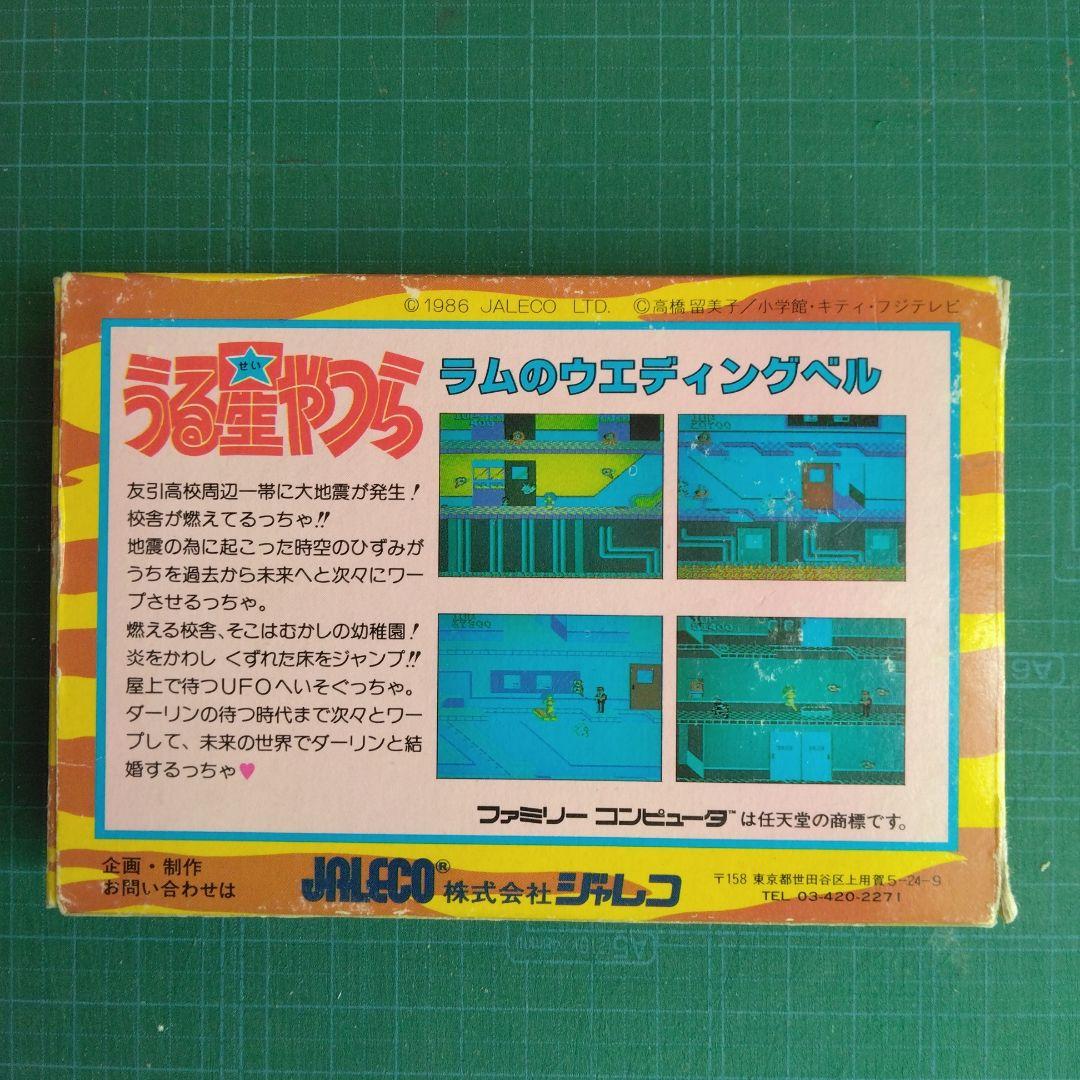 ©1986 JALECO LTD. ©高橋留美子／小学館・キティ・フジテレビ
うる星やつら
せい
ラムのウエディングベル
友引高校周辺一帯に大地震が発生！
校舎が燃えてるっちゃ!!
地震の為に起こった時空のひずみが
うちを過去から未来へと次々にワー
プさせるっちゃ。
燃える校舎、そこはむかしの幼稚園！
炎をかわし くずれた床をジャンプ!!
屋上で待つUFOへいそぐっちゃ。
ダーリンの待つ時代まで次々とワー
プして、未来の世界でダーリンと結
婚するっちゃ♥
ファミリー コンピュータ™は任天堂の商標です。
企画・制作
お問い合わせは
JALECO® 株式会社ジャレコ
〒158 東京都世田谷区上用賀5-24-9
TEL 03-420-2271